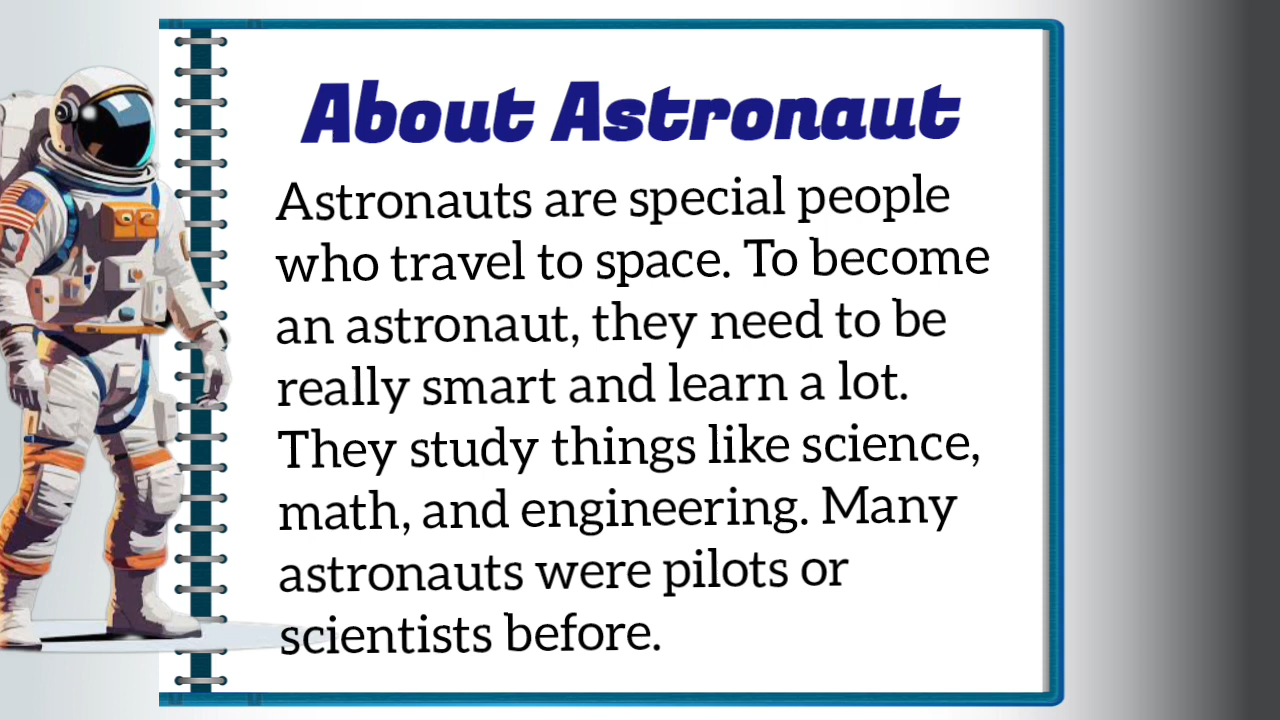 About Astronaut
Astronauts are special people
who travel to space. To become
an astronaut, they need to be
really smart and learn a lot.
They study things like science,
math, and engineering. Many
astronauts were pilots or
scientists before.